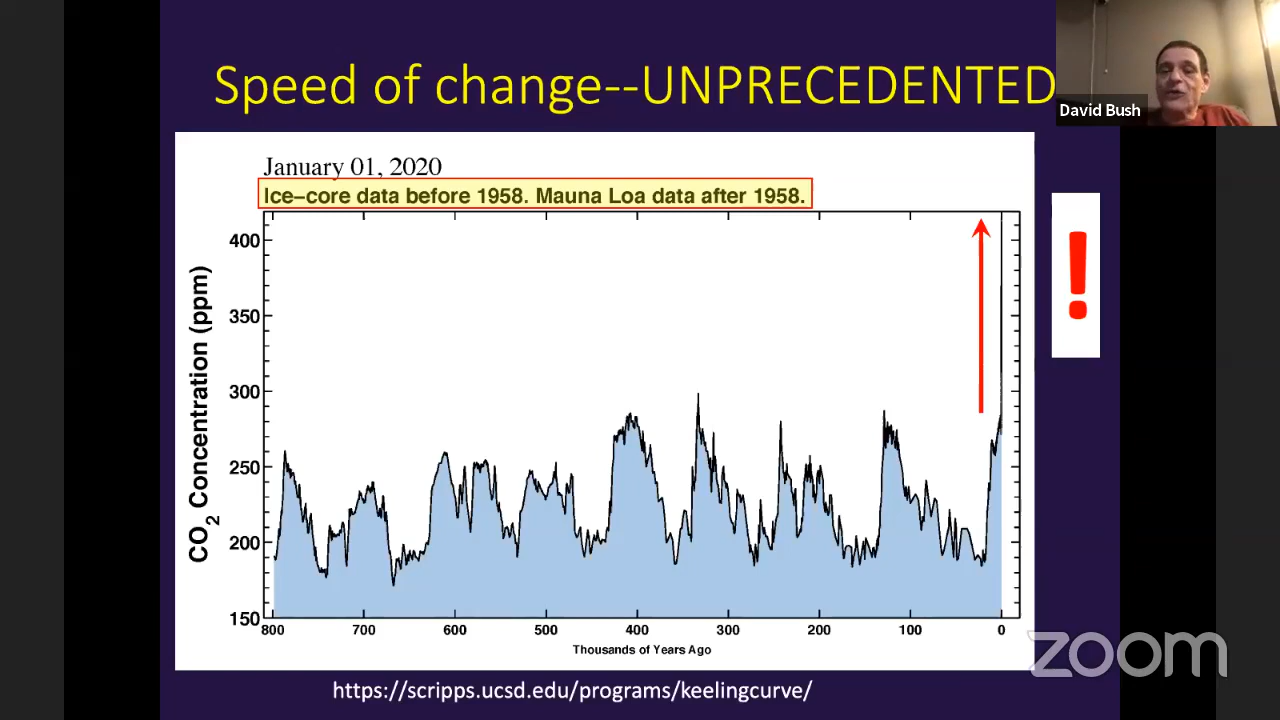 Speed of change--UNPRECEDENTED
David Bush
January 01, 2020
Ice-core data before 1958. Mauna Loa data after 1958.
CO2 Concentration (ppm)
400
350
300
250
200
150
800 700 600 500 400 300 200 100 0
Thousands of Years Ago
!
zoom
https://scripps.ucsd.edu/programs/keelingcurve/